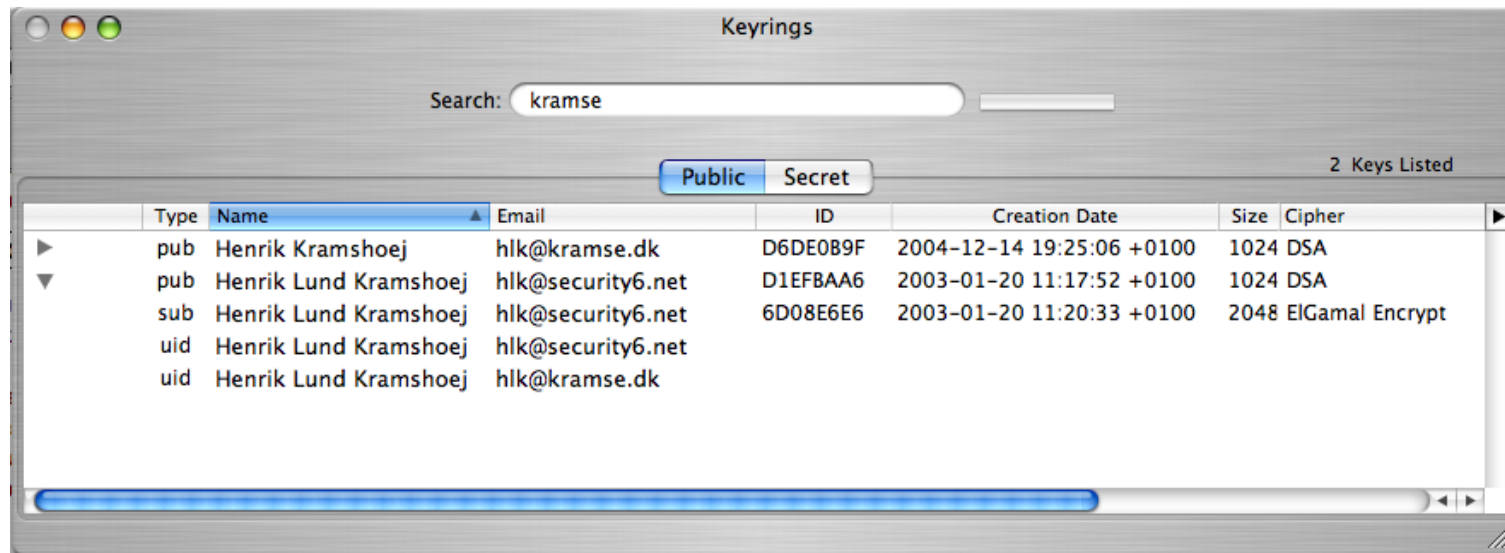 Keyrings
Search: kramse
Public Secret 2 Keys Listed
Type Name Email ID Creation Date Size Cipher
pub Henrik Kramshoej hlk@kramse.dk D6DE0B9F 2004-12-14 19:25:06 +0100 1024 DSA
pub Henrik Lund Kramshoej hlk@security6.net D1EFBAA6 2003-01-20 11:17:52 +0100 1024 DSA
sub Henrik Lund Kramshoej hlk@security6.net 6D08E6E6 2003-01-20 11:20:33 +0100 2048 ElGamal Encrypt
uid Henrik Lund Kramshoej hlk@security6.net
uid Henrik Lund Kramshoej hlk@kramse.dk